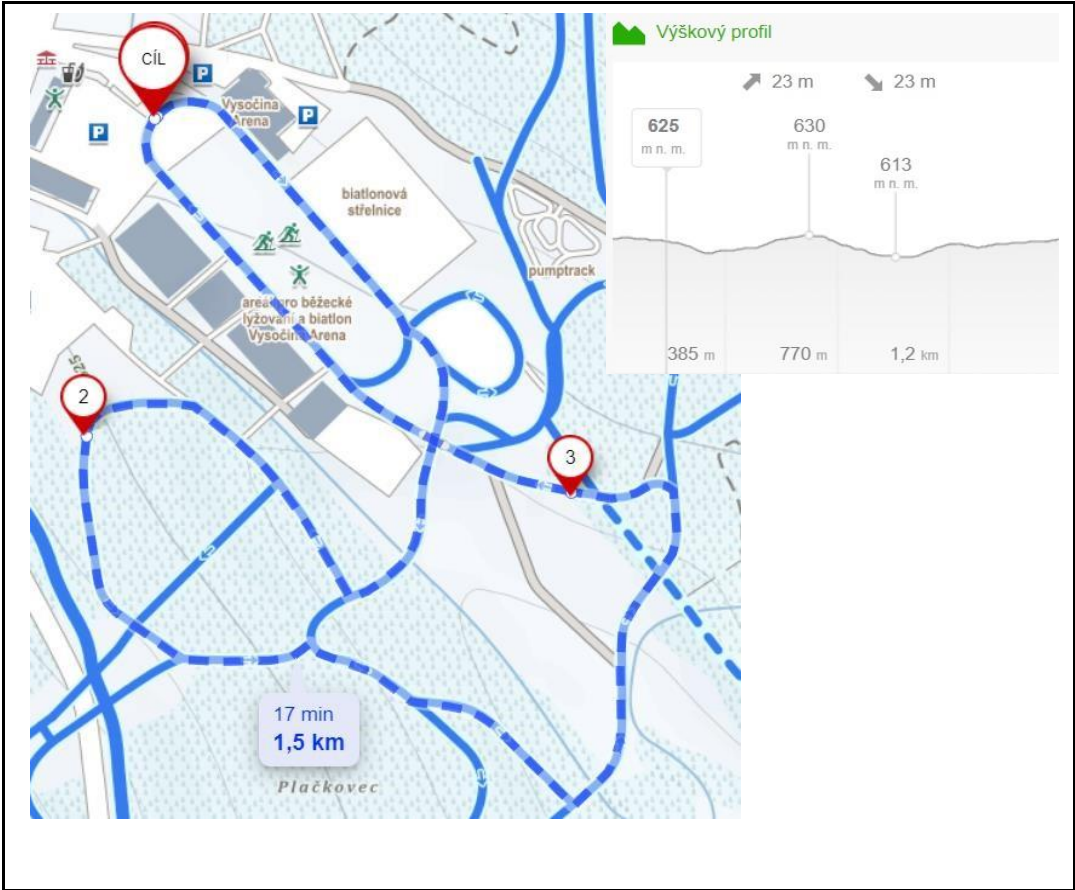 CÍL
P
Vysočina
Arena
P
P
biatlonová
střelnice
pumptrack
areál pro běžecké
lyžování a biatlon
Vysočina Arena
625
2
3
17 min
1,5 km
Plačkovec
Výškový profil
23 m
23 m
625
m n. m.
630
m n. m.
613
m n. m.
385 m
770 m
1,2 km